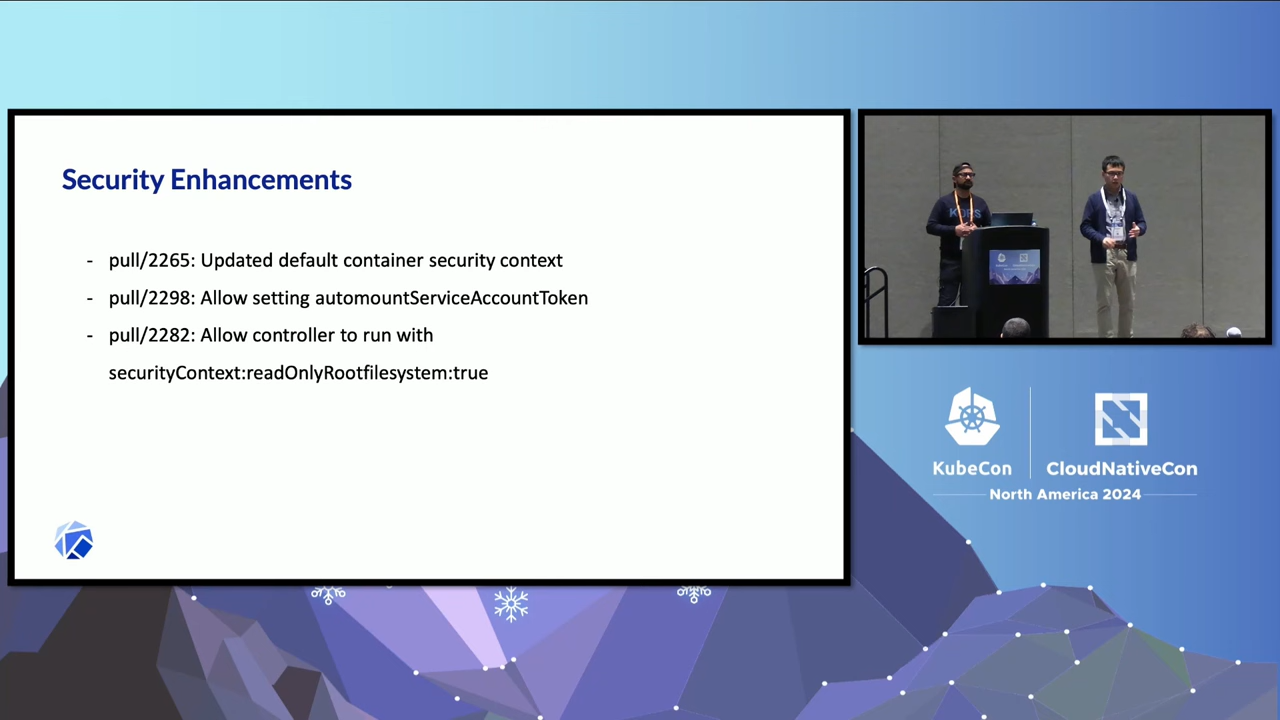 Security Enhancements
- pull/2265: Updated default container security context
- pull/2298: Allow setting automountServiceAccountToken
- pull/2282: Allow controller to run with
securityContext:readOnlyRootfilesystem:true
KubeCon
CloudNativeCon
North America 2024